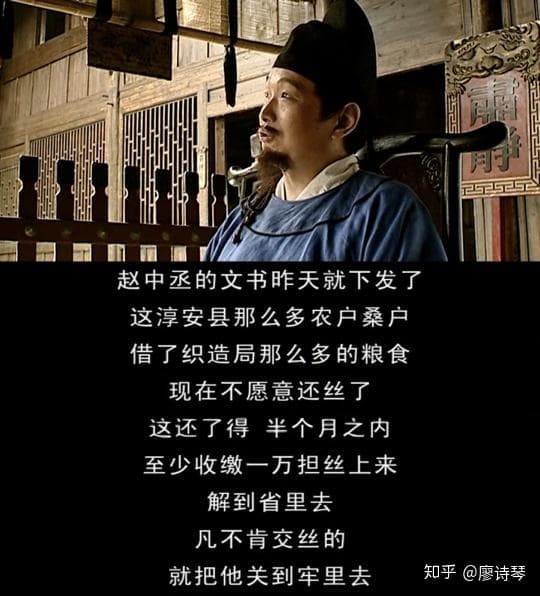 肅
靜
赵中丞的文书昨天就下发了
这淳安县那么多农户桑户
借了织造局那么多的粮食
现在不愿意还丝了
这还了得 半个月之内
至少收缴一万担丝上来
解到省里去
凡不肯交丝的
就把他关到牢里去
知乎 @廖诗琴